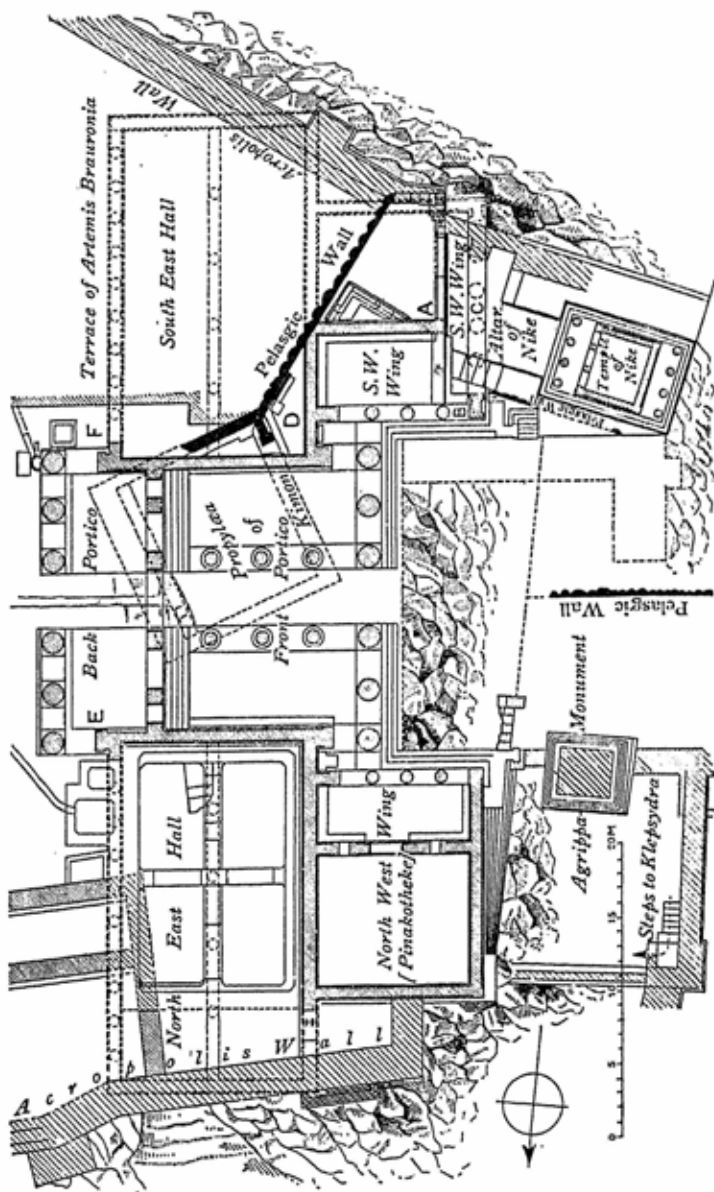 Terrace of Artemis Brauronia
Acropolis Wall
South East Hall
Pelasgic Wall
F
D
A
S.W. Wing
S.W. Wing
B
C
Altar
of
Nike
Temple
of
Nike
Pelasgic W.
Back Portico
E
Propylea
of
Kimon
Front Portico
Pelasgic Wall
North East Hall
North West Wing
(Pinakotheke)
Agrippa Monument
Steps to Klepsydra
Acropolis Wall
0 5 10 15 20M